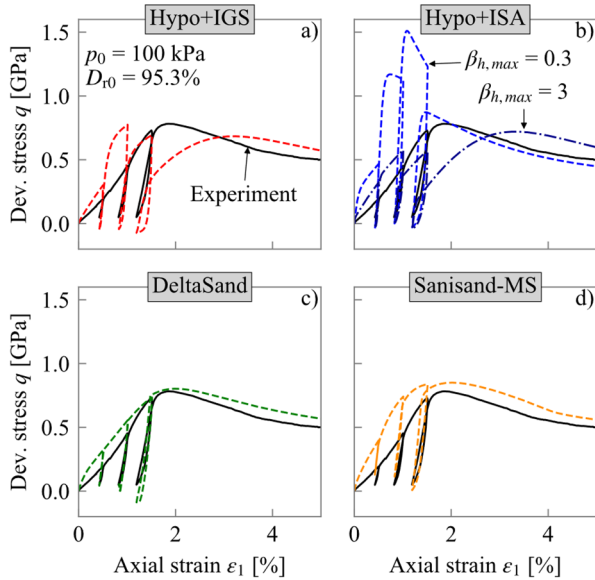 Hypo+IGS
Hypo+ISA
Dev. stress q [GPa]
1.5
1.0
0.5
0.0
p₀ = 100 kPa
Dᵣ₀ = 95.3%
a)
Experiment
b)
βₕ,ₘₐₓ = 0.3
βₕ,ₘₐₓ = 3
DeltaSand
Sanisand-MS
Dev. stress q [GPa]
1.5
1.0
0.5
0.0
c)
d)
0 2 4
0 2 4
Axial strain ε₁ [%]
Axial strain ε₁ [%]